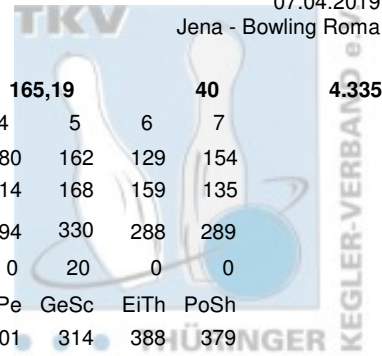 07.04.2019
Jena - Bowling Roma
165,19 40 4.335
4 5 6 7
80 162 129 154
14 168 159 135
94 330 288 289
0 20 0 0
Pe GeSc EiTh PoSh
01 314 388 379
TKV
THÜRINGER
KEGLER-VERBAND e.V.